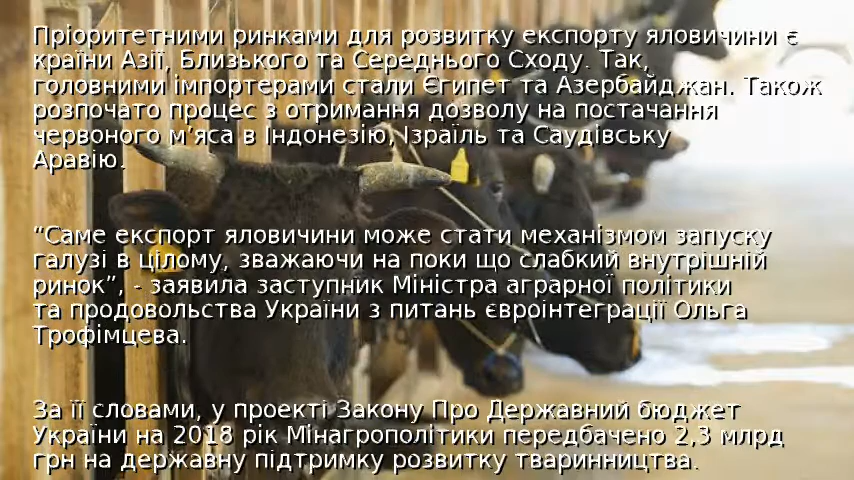 Пріоритетними ринками для розвитку експорту яловичини є
країни Азії, Близького та Середнього Сходу. Так,
головними імпортерами стали Єгипет та Азербайджан. Також
розпочато процес з отримання дозволу на постачання
червоного м’яса в Індонезію, Ізраїль та Саудівську
Аравію.
“Саме експорт яловичини може стати механізмом запуску
галузі в цілому, зважаючи на поки що слабкий внутрішній
ринок”, - заявила заступник Міністра аграрної політики
та продовольства України з питань євроінтеграції Ольга
Трофімцева.
За її словами, у проекті Закону Про Державний бюджет
України на 2018 рік Мінагрополітики передбачено 2,3 млрд
грн на державну підтримку розвитку тваринництва.